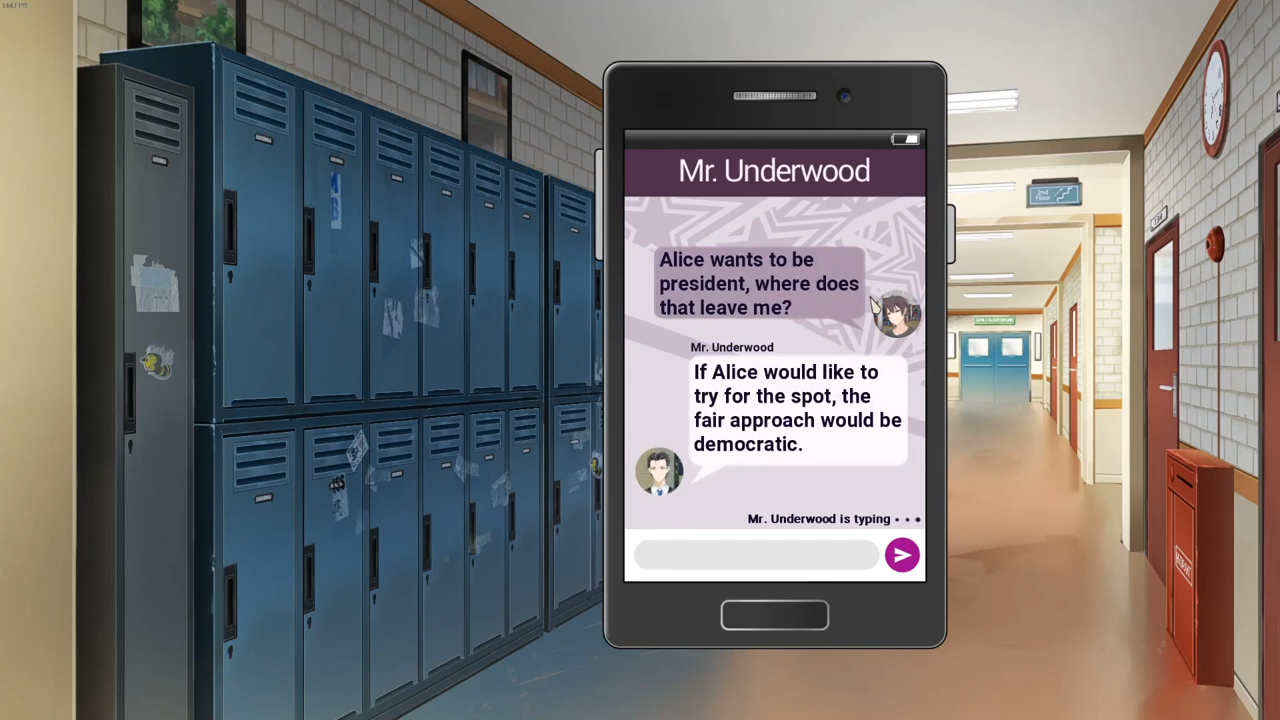 Mr. Underwood
2nd
Floor
Alice wants to be
president, where does
that leave me?
Mr. Underwood
If Alice would like to
try for the spot, the
fair approach would be
democratic.
Mr. Underwood is typing • • •